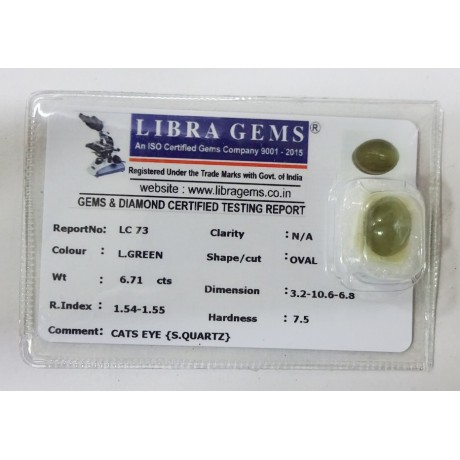 LIBRA GEMS®
An ISO Certified Gems Company 9001 - 2015
Registered Under the Trade Marks with Govt. of India
website : www.libragems.co.in
GEMS & DIAMOND CERTIFIED TESTING REPORT
ReportNo: LC 73 Clarity : N/A
Colour : L.GREEN Shape/cut : OVAL
Wt : 6.71 cts Dimension : 3.2-10.6-6.8
R.Index : 1.54-1.55 Hardness : 7.5
Comment: CATS EYE {S.QUARTZ}